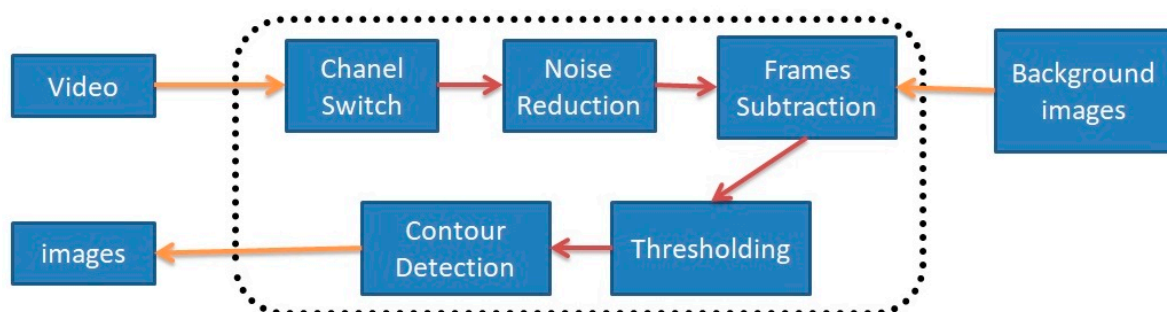 Video
Chanel
Switch
Noise
Reduction
Frames
Subtraction
Background
images
images
Contour
Detection
Thresholding